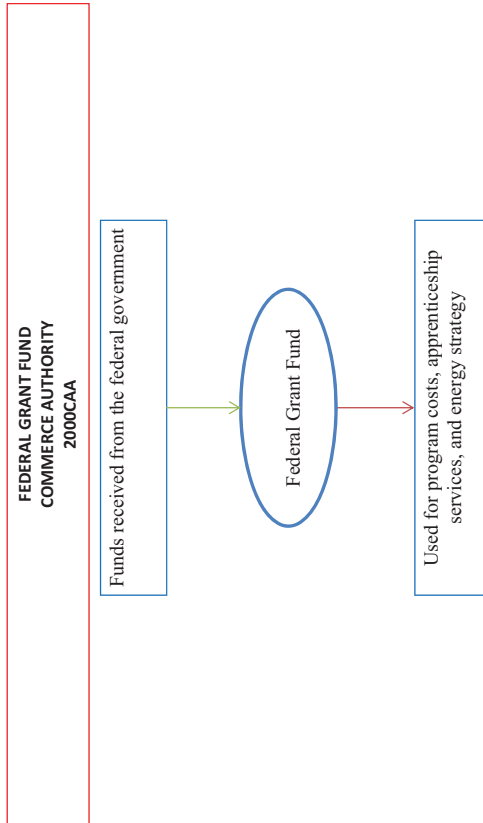 FEDERAL GRANT FUND
COMMERCE AUTHORITY
2000CAA
Funds received from the federal government
Federal Grant Fund
Used for program costs, apprenticeship
services, and energy strategy